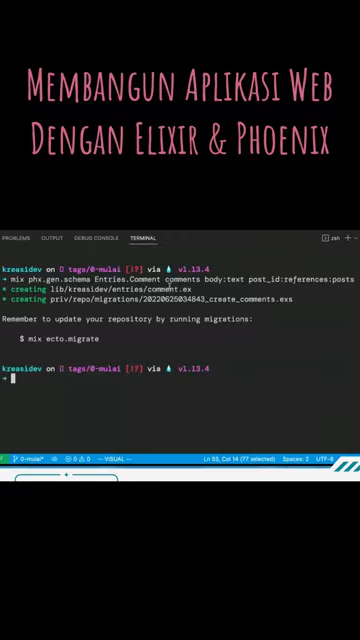 Membangun Aplikasi Web
Dengan Elixir & Phoenix
PROBLEMS OUTPUT DEBUG CONSOLE TERMINAL zsh
kreasidev on tags/0-mulai [!?] via v1.13.4
→ mix phx.gen.schema Entries.Comment comments body:text post_id:references:posts
* creating lib/kreasidev/entries/comment.ex
* creating priv/repo/migrations/20220625034843_create_comments.exs
Remember to update your repository by running migrations:
$ mix ecto.migrate
kreasidev on tags/0-mulai [!?] via v1.13.4
→
0-mulai* 0 0 -- VISUAL -- Ln 55, Col 14 (77 selected) Spaces: 2 UTF-8